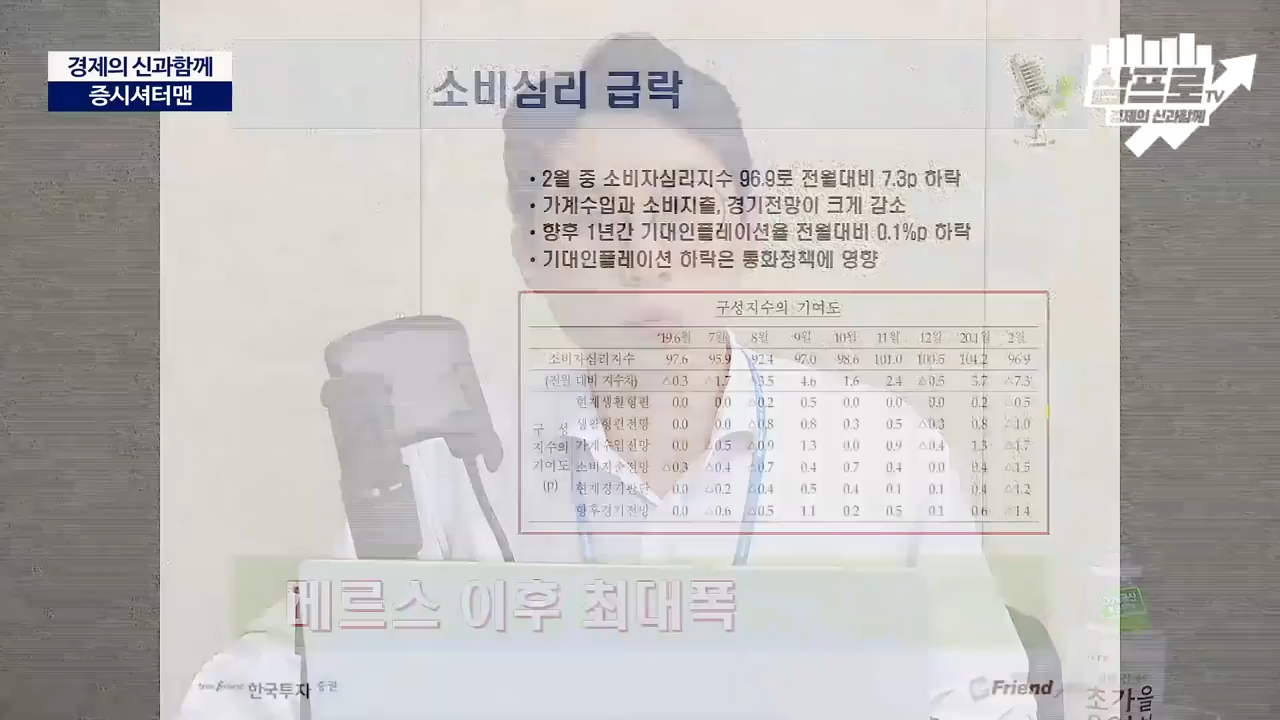 경제의 신과함께
증시셔터맨
소비심리 급락
삼프로TV
경제의 신과함께
• 2월 중 소비자심리지수 96.9로 전월대비 7.3p 하락
• 가계수입과 소비지출, 경기전망이 크게 감소
• 향후 1년간 기대인플레이션율 전월대비 0.1%p 하락
• 기대인플레이션 하락은 통화정책에 영향
구성지수의 기여도
'19.6월 7월 8월 9월 10월 11월 12월 '20.1월 2월
소비자심리지수 97.6 95.9 92.4 97.0 98.6 101.0 100.5 104.2 96.9
(전월 대비 지수차) △0.3 △1.7 △3.5 4.6 1.6 2.4 △0.5 3.7 △7.3
현재생활형편 0.0 0.0 △0.2 0.5 0.0 0.0 0.0 0.2 △0.5
구 성 생활형편전망 0.0 0.0 △0.8 0.8 0.3 0.5 △0.3 0.8 △1.0
지수의 가계수입전망 0.0 △0.5 △0.9 1.3 0.0 0.9 △0.4 1.3 △1.7
기여도 소비지출전망 △0.3 △0.4 △0.7 0.4 0.7 0.4 0.0 0.4 △1.5
(p) 현재경기판단 0.0 △0.2 △0.4 0.5 0.4 0.1 0.1 0.4 △1.2
향후경기전망 0.0 △0.6 △0.5 1.1 0.2 0.5 0.1 0.6 △1.4
메르스 이후 최대폭
true friend 한국투자 증권
Friend
초가을